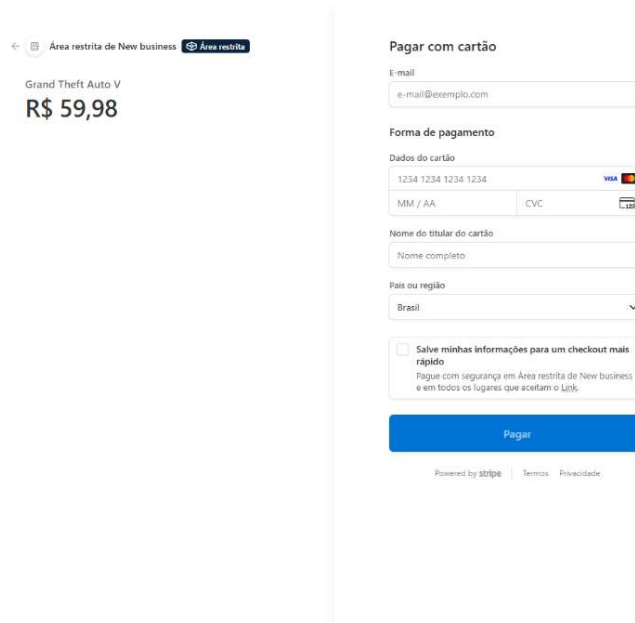 Área restrita de New business Área restrita
Grand Theft Auto V
R$ 59,98
Pagar com cartão
E-mail
e-mail@exemplo.com
Forma de pagamento
Dados do cartão
1234 1234 1234 1234 VISA
MM / AA CVC
Nome do titular do cartão
Nome completo
País ou região
Brasil
Salve minhas informações para um checkout mais
rápido
Pague com segurança em Área restrita de New business
e em todos os lugares que aceitam o Link.
Pagar
Powered by stripe Termos Privacidade